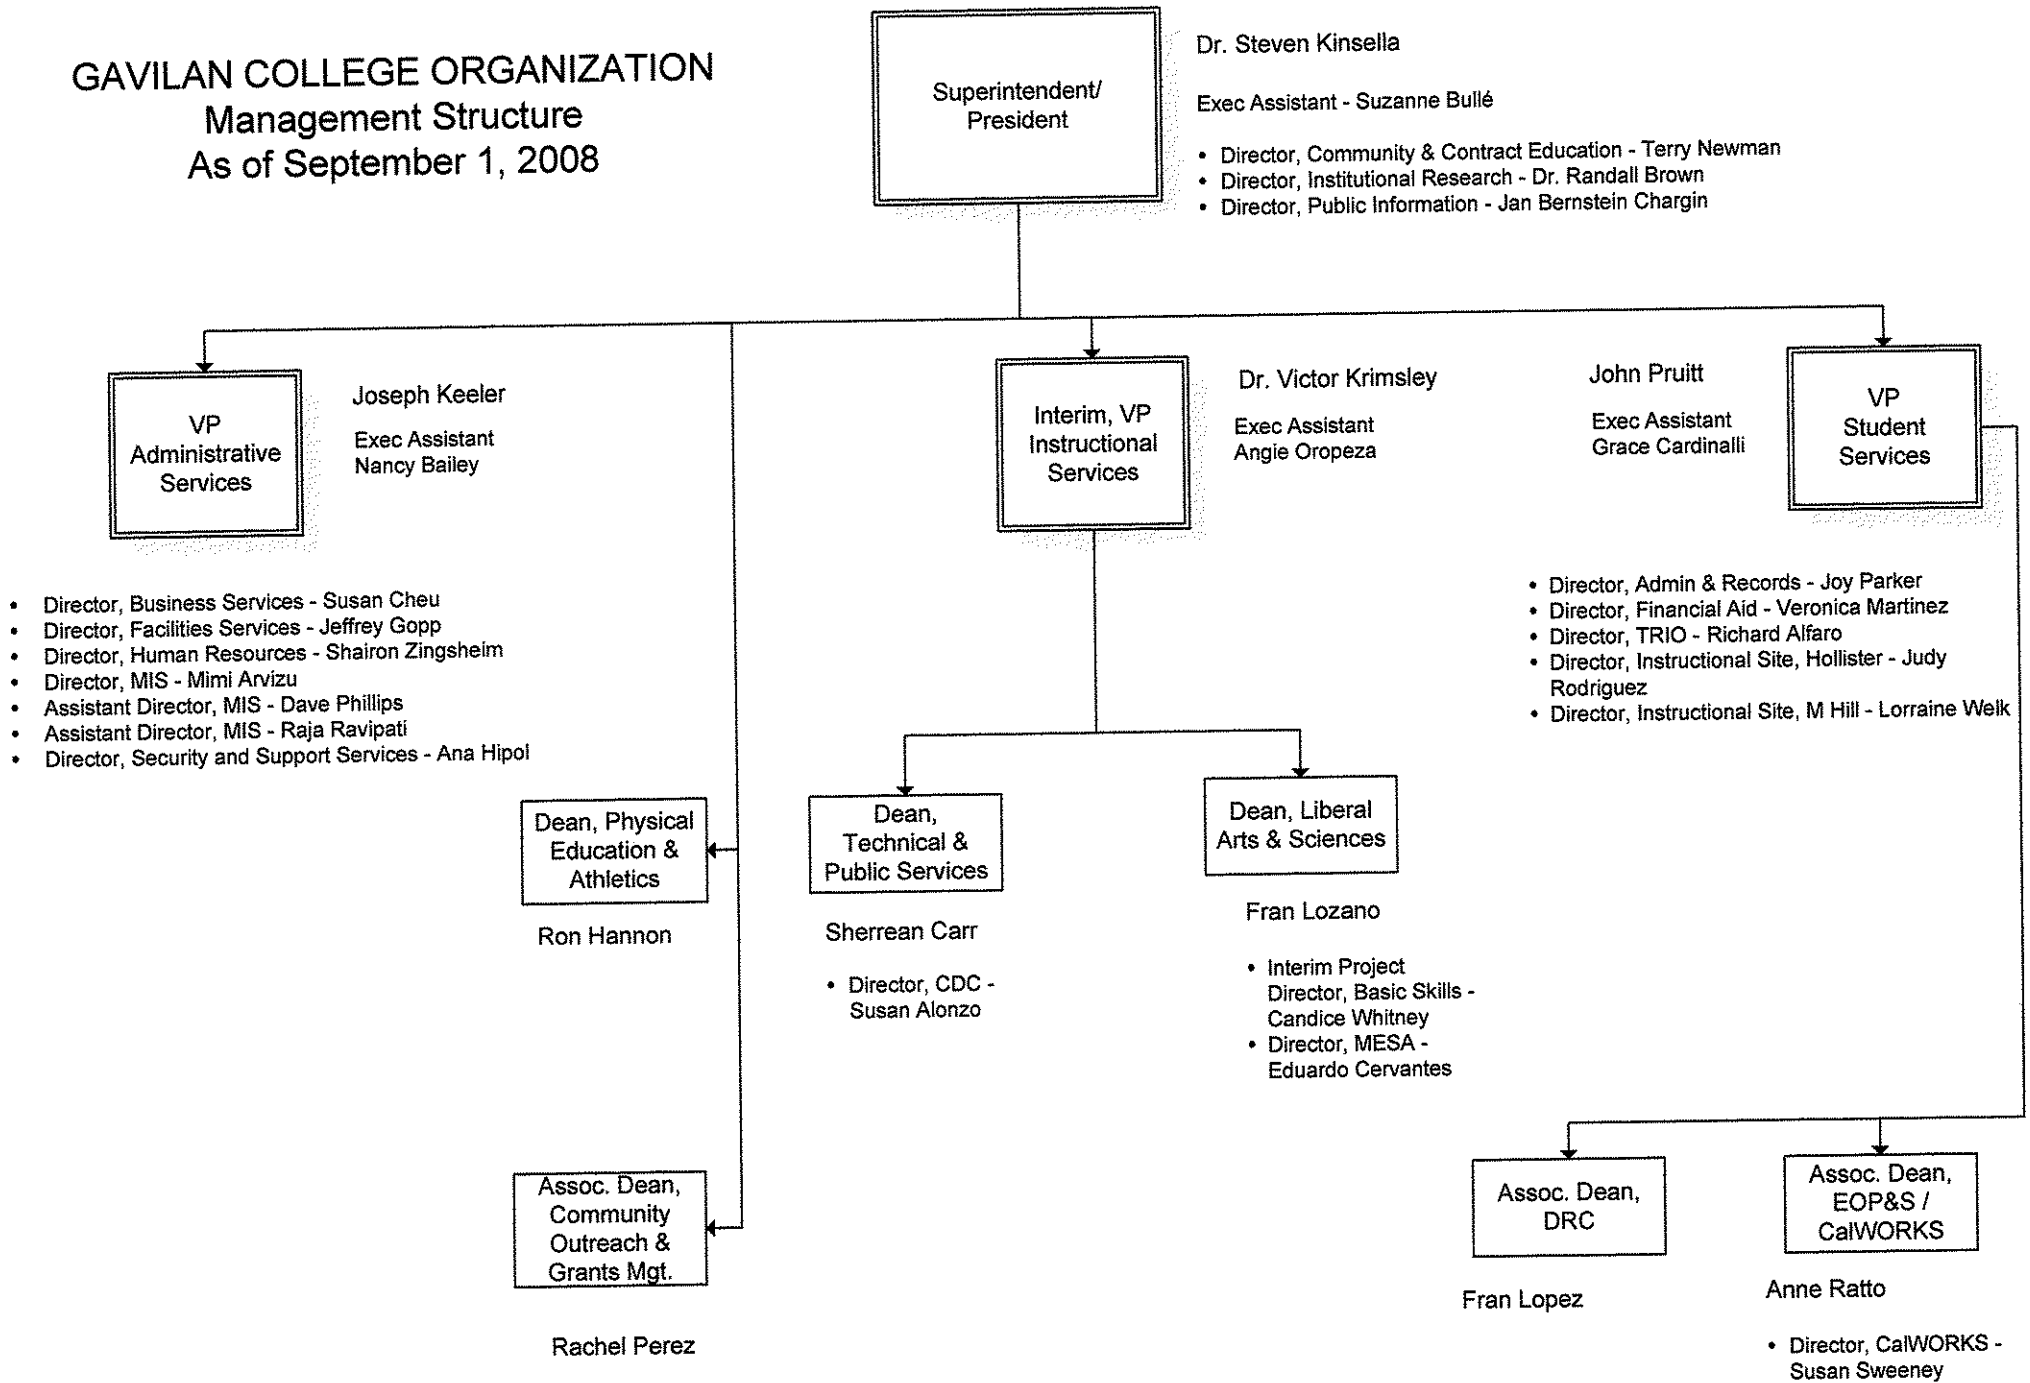 GAVILAN COLLEGE ORGANIZATION
Management Structure
As of September 1, 2008
Superintendent/
President
Dr. Steven Kinsella
Exec Assistant - Suzanne Bullé
• Director, Community & Contract Education - Terry Newman
• Director, Institutional Research - Dr. Randall Brown
• Director, Public Information - Jan Bernstein Chargin
VP
Administrative
Services
Joseph Keeler
Exec Assistant
Nancy Bailey
• Director, Business Services - Susan Cheu
• Director, Facilities Services - Jeffrey Gopp
• Director, Human Resources - Shairon Zingsheim
• Director, MIS - Mimi Arvizu
• Assistant Director, MIS - Dave Phillips
• Assistant Director, MIS - Raja Ravipati
• Director, Security and Support Services - Ana Hipol
Interim, VP
Instructional
Services
Dr. Victor Krimsley
Exec Assistant
Angie Oropeza
John Pruitt
Exec Assistant
Grace Cardinalli
VP
Student
Services
• Director, Admin & Records - Joy Parker
• Director, Financial Aid - Veronica Martinez
• Director, TRIO - Richard Alfaro
• Director, Instructional Site, Hollister - Judy
Rodriguez
• Director, Instructional Site, M Hill - Lorraine Welk
Dean, Physical
Education &
Athletics
Ron Hannon
Dean,
Technical &
Public Services
Sherrean Carr
• Director, CDC -
Susan Alonzo
Dean, Liberal
Arts & Sciences
Fran Lozano
• Interim Project
Director, Basic Skills -
Candice Whitney
• Director, MESA -
Eduardo Cervantes
Assoc. Dean,
Community
Outreach &
Grants Mgt.
Rachel Perez
Assoc. Dean,
DRC
Fran Lopez
Assoc. Dean,
EOP&S /
CalWORKS
Anne Ratto
• Director, CalWORKS -
Susan Sweeney